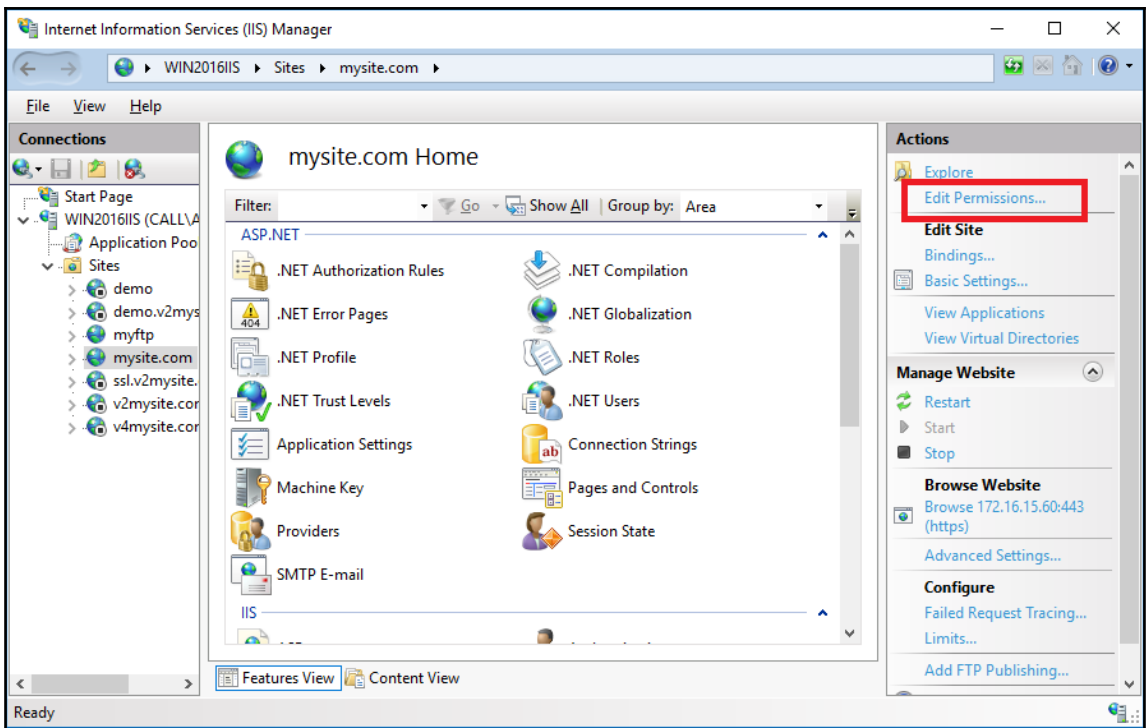 Internet Information Services (IIS) Manager
WIN2016IIS Sites mysite.com
File View Help
Connections
Start Page
WIN2016IIS (CALL\A
Application Poo
Sites
demo
demo.v2mys
myftp
mysite.com
ssl.v2mysite.
v2mysite.cor
v4mysite.cor
mysite.com Home
Filter: Go Show All Group by: Area
ASP.NET
.NET Authorization Rules
.NET Compilation
404
.NET Error Pages
.NET Globalization
.NET Profile
.NET Roles
.NET Trust Levels
.NET Users
Application Settings
ab
Connection Strings
Machine Key
Pages and Controls
Providers
Session State
SMTP E-mail
IIS
Features View Content View
Actions
Explore
Edit Permissions...
Edit Site
Bindings...
Basic Settings...
View Applications
View Virtual Directories
Manage Website
Restart
Start
Stop
Browse Website
Browse 172.16.15.60:443
(https)
Advanced Settings...
Configure
Failed Request Tracing...
Limits...
Add FTP Publishing...
Ready